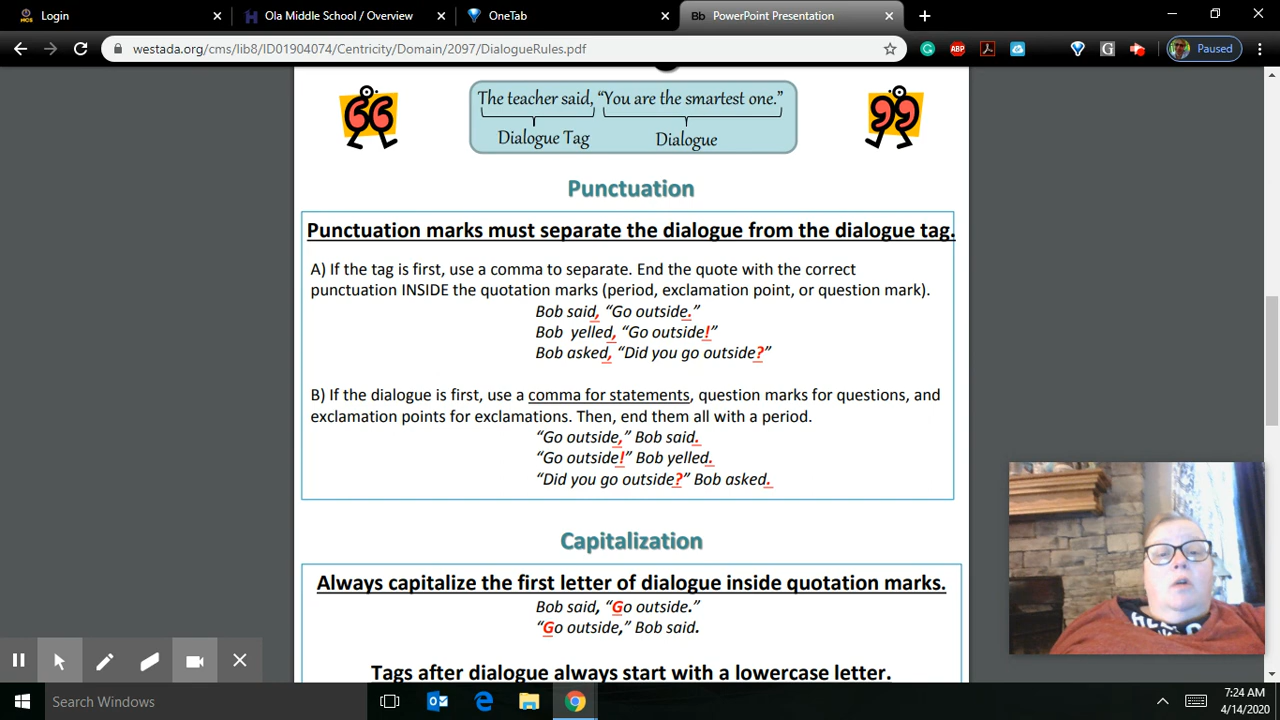 Login
Ola Middle School / Overview
OneTab
Bb PowerPoint Presentation
westada.org/cms/lib8/ID01904074/Centricity/Domain/2097/DialogueRules.pdf
ABP
G
Paused
66
The teacher said, “You are the smartest one.”
99
Dialogue Tag Dialogue
Punctuation
Punctuation marks must separate the dialogue from the dialogue tag.
A) If the tag is first, use a comma to separate. End the quote with the correct
punctuation INSIDE the quotation marks (period, exclamation point, or question mark).
Bob said, “Go outside.”
Bob yelled, “Go outside!”
Bob asked, “Did you go outside?”
B) If the dialogue is first, use a comma for statements, question marks for questions, and
exclamation points for exclamations. Then, end them all with a period.
“Go outside,” Bob said.
“Go outside!” Bob yelled.
“Did you go outside?” Bob asked.
Capitalization
Always capitalize the first letter of dialogue inside quotation marks.
Bob said, “Go outside.”
“Go outside,” Bob said.
Tags after dialogue always start with a lowercase letter.
Search Windows
7:24 AM
4/14/2020